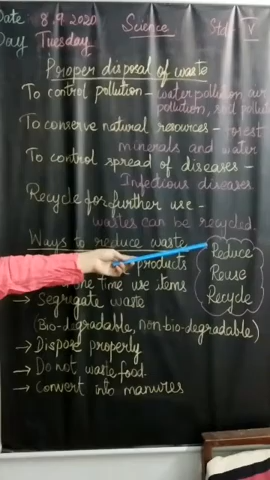 Date 8.9.2020 Science Std - V
Day Tuesday
Proper disposal of waste
To control pollution - water pollution, air
pollution, soil pollut
To conserve natural resources - forest
minerals and water
To control spread of diseases -
Infectious diseases
Recycle for further use -
wastes can be recycled.
Ways to reduce waste
products
one time use items
→ Segregate waste
(Bio-degradable, non-bio-degradable)
→ Dispose properly
→ Do not waste food.
→ Convert into manures
Reduce
Reuse
Recycle